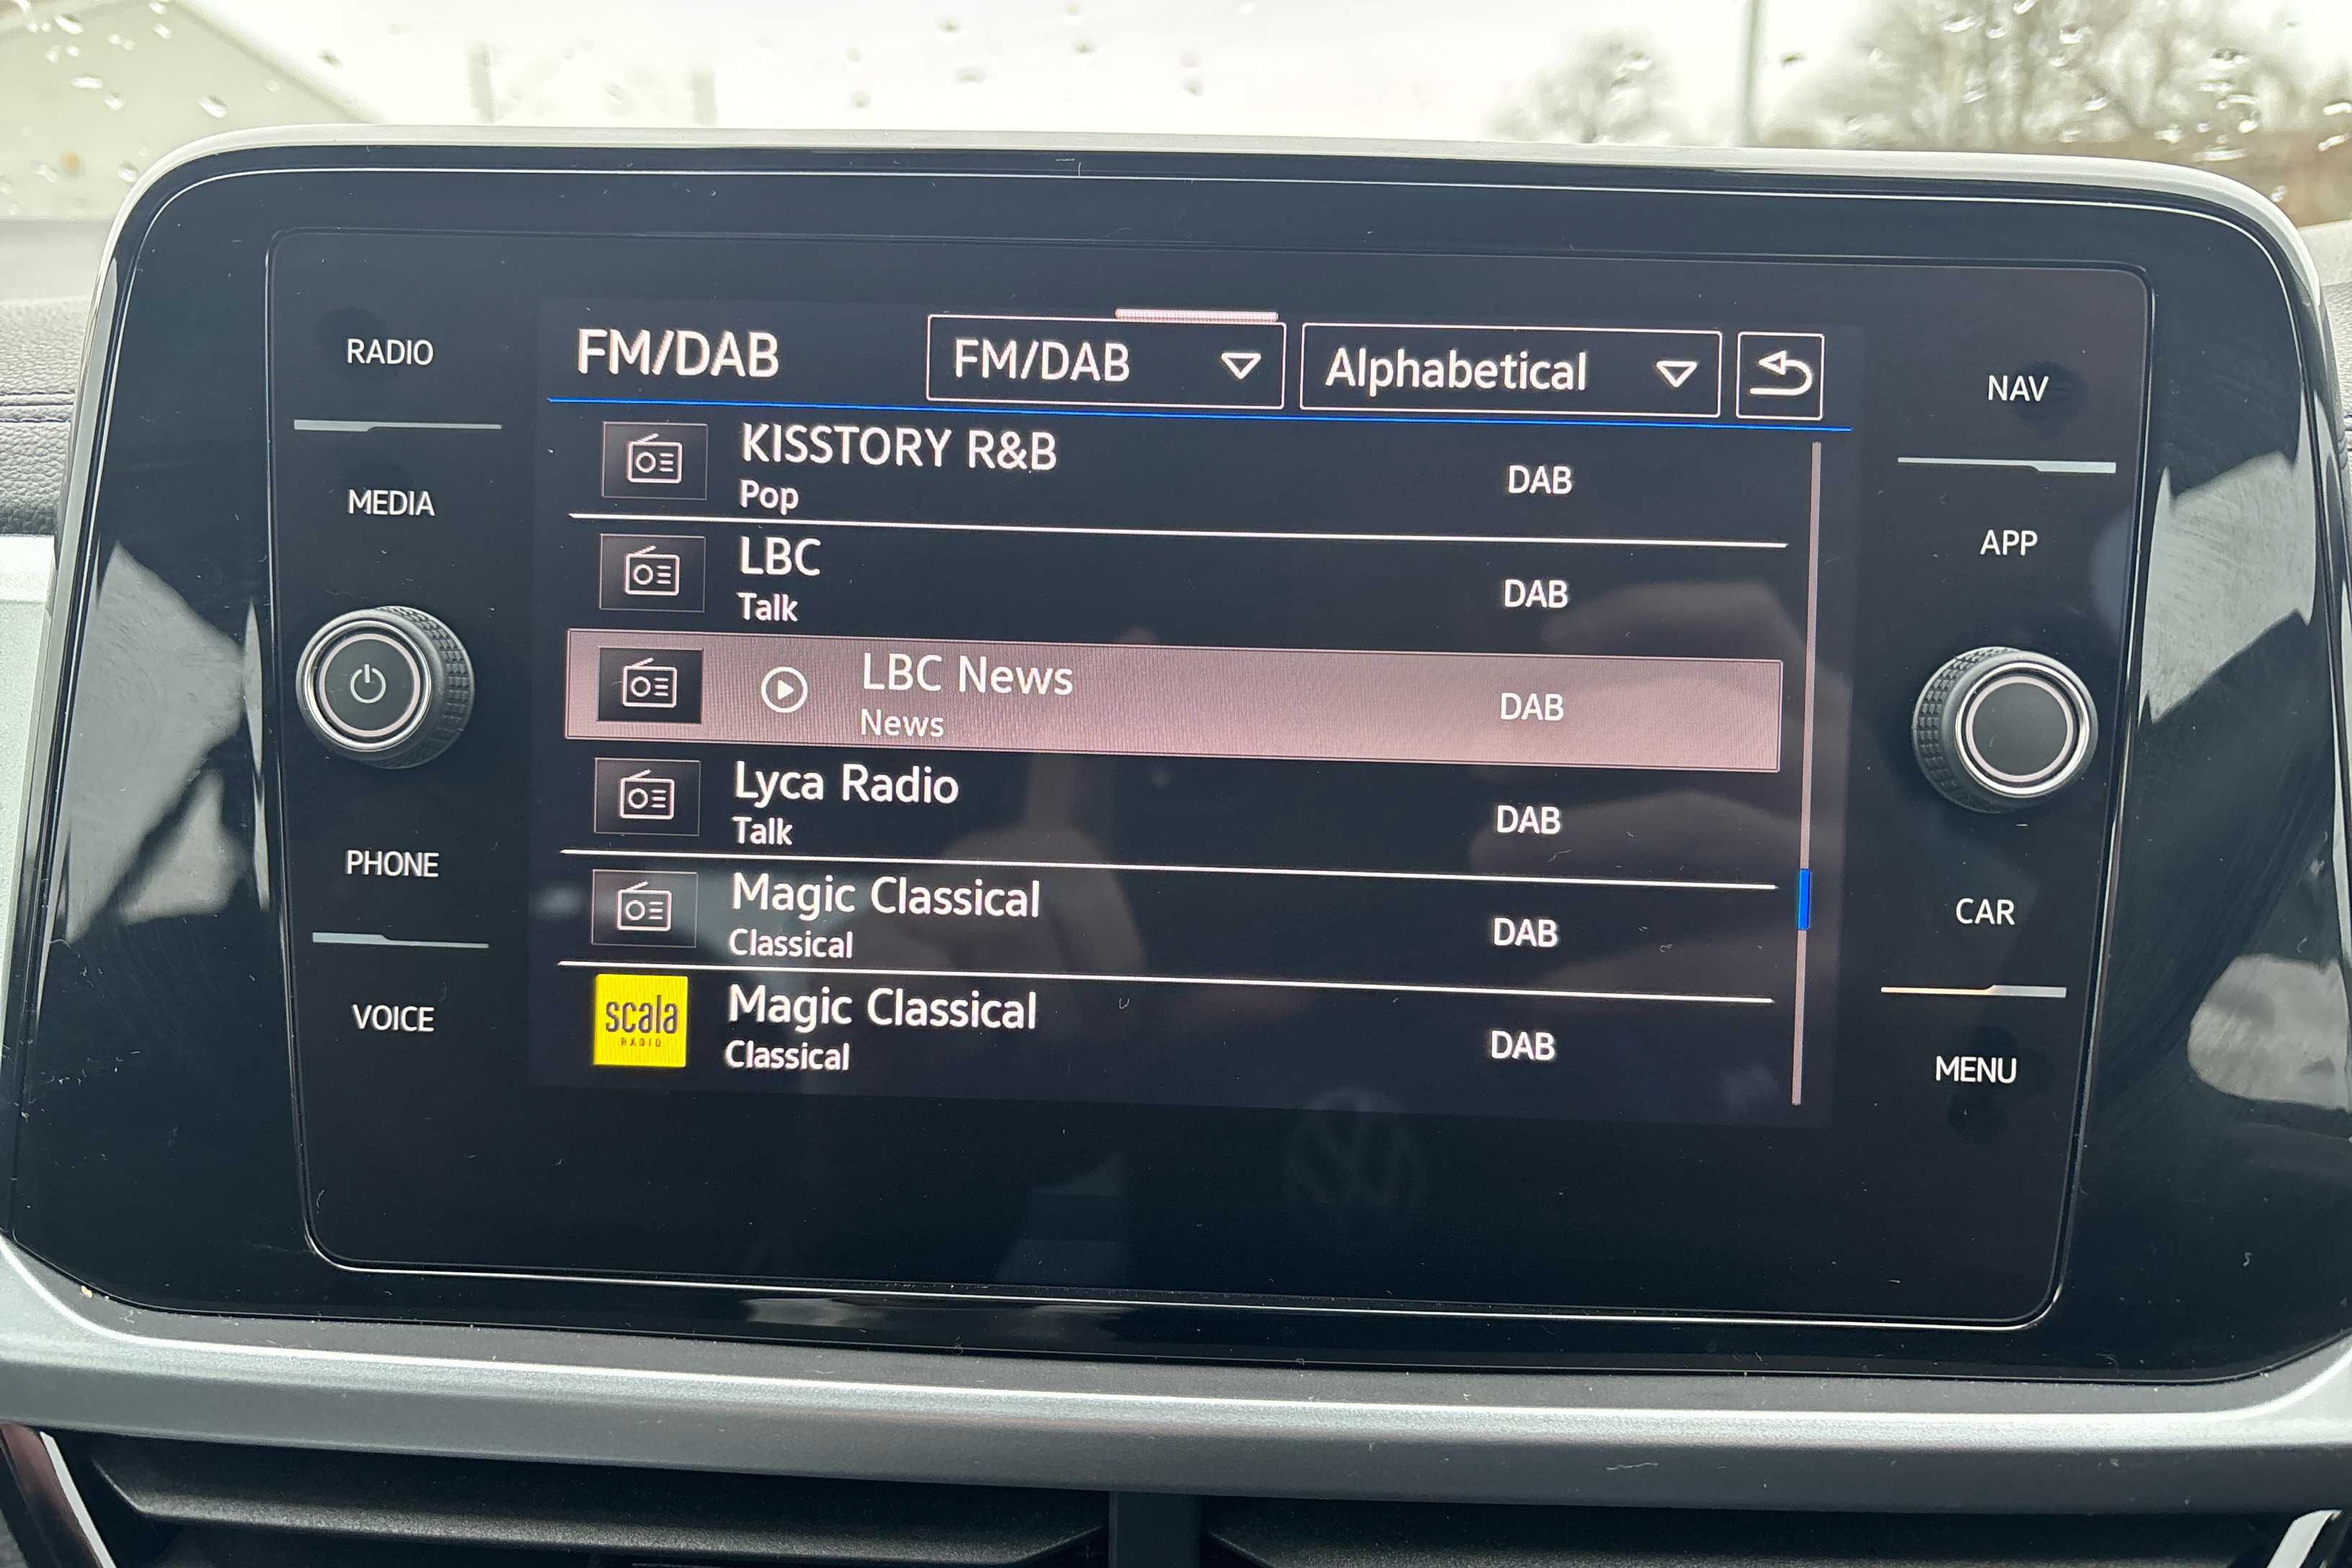 RADIO
MEDIA
PHONE
VOICE
FM/DAB
FM/DAB
Alphabetical
KISSTORY R&B
Pop
DAB
LBC
Talk
DAB
LBC News
News
DAB
Lyca Radio
Talk
DAB
Magic Classical
Classical
DAB
scala
RADIO
Magic Classical
Classical
DAB
NAV
APP
CAR
MENU